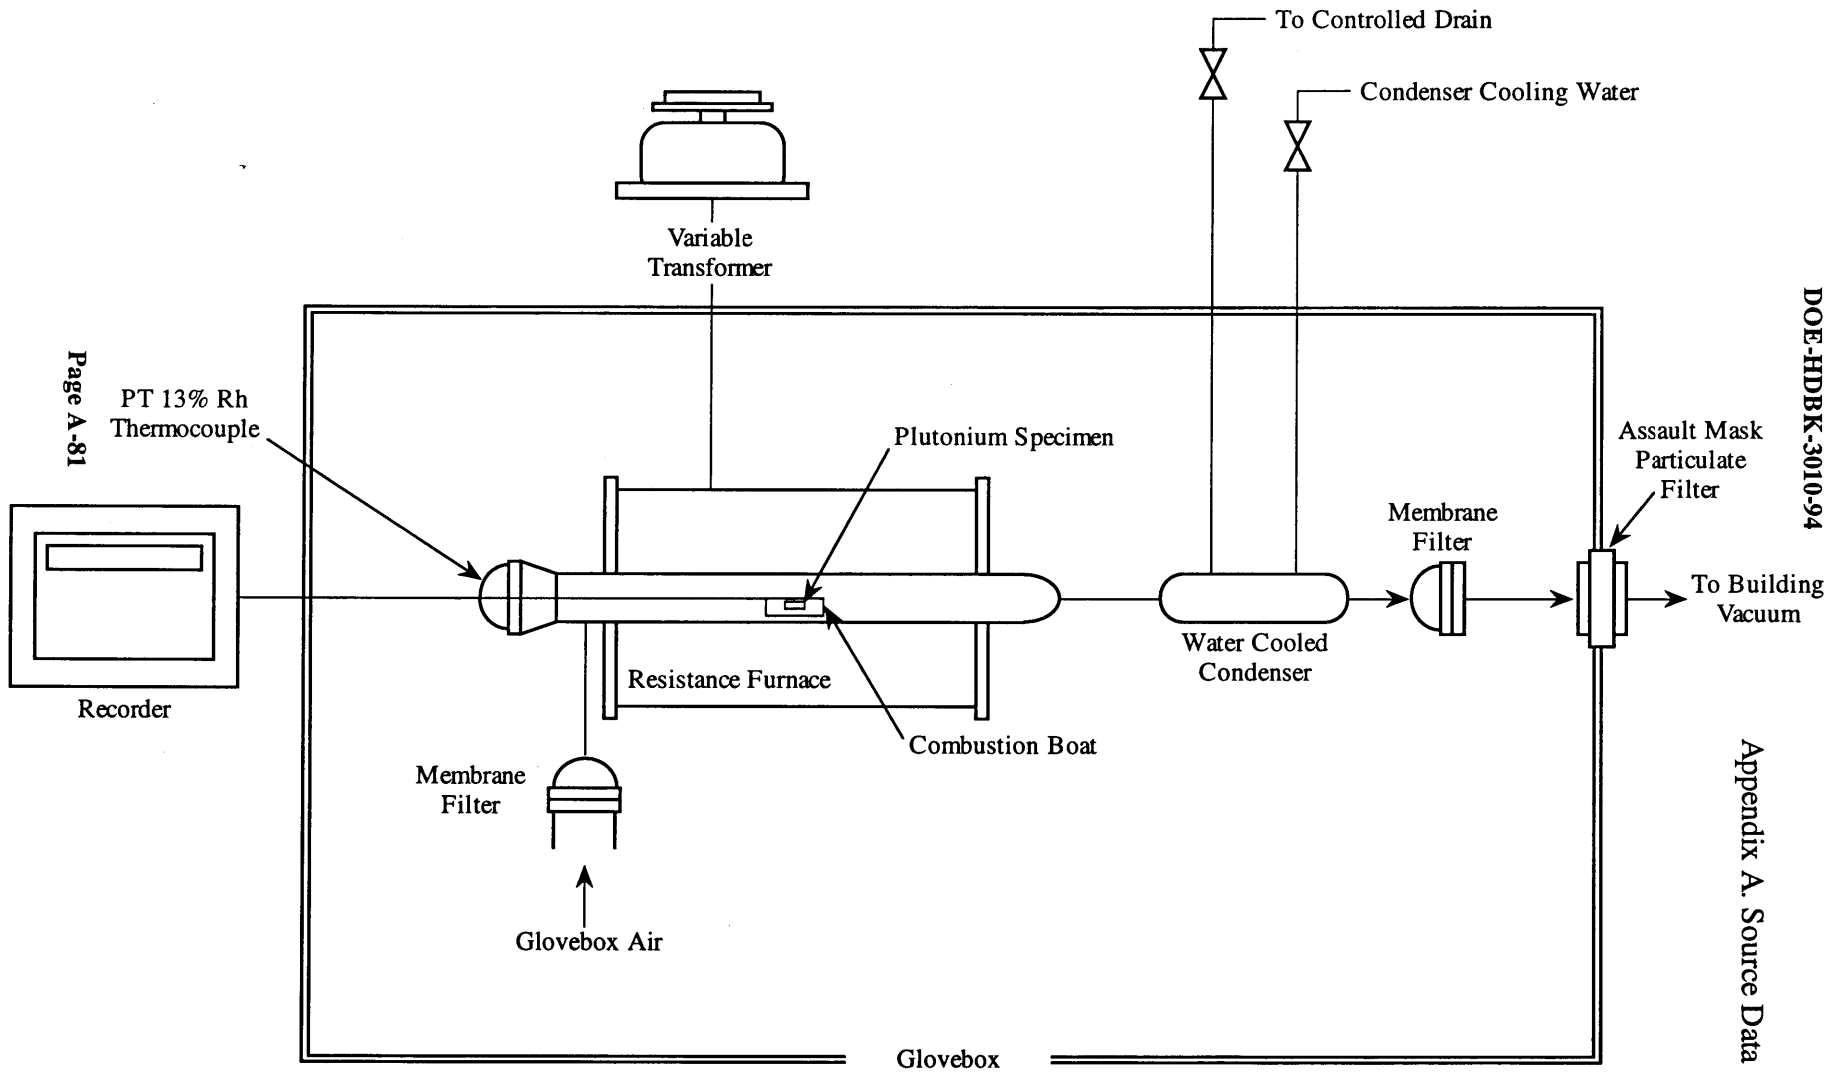 To Controlled Drain
Condenser Cooling Water
Variable
Transformer
DOE-HDBK-3010-94
Page A-81
PT 13% Rh
Thermocouple
Plutonium Specimen
Assault Mask
Particulate
Filter
Membrane
Filter
To Building
Vacuum
Water Cooled
Condenser
Resistance Furnace
Recorder
Combustion Boat
Membrane
Filter
Appendix A. Source Data
Glovebox Air
Glovebox